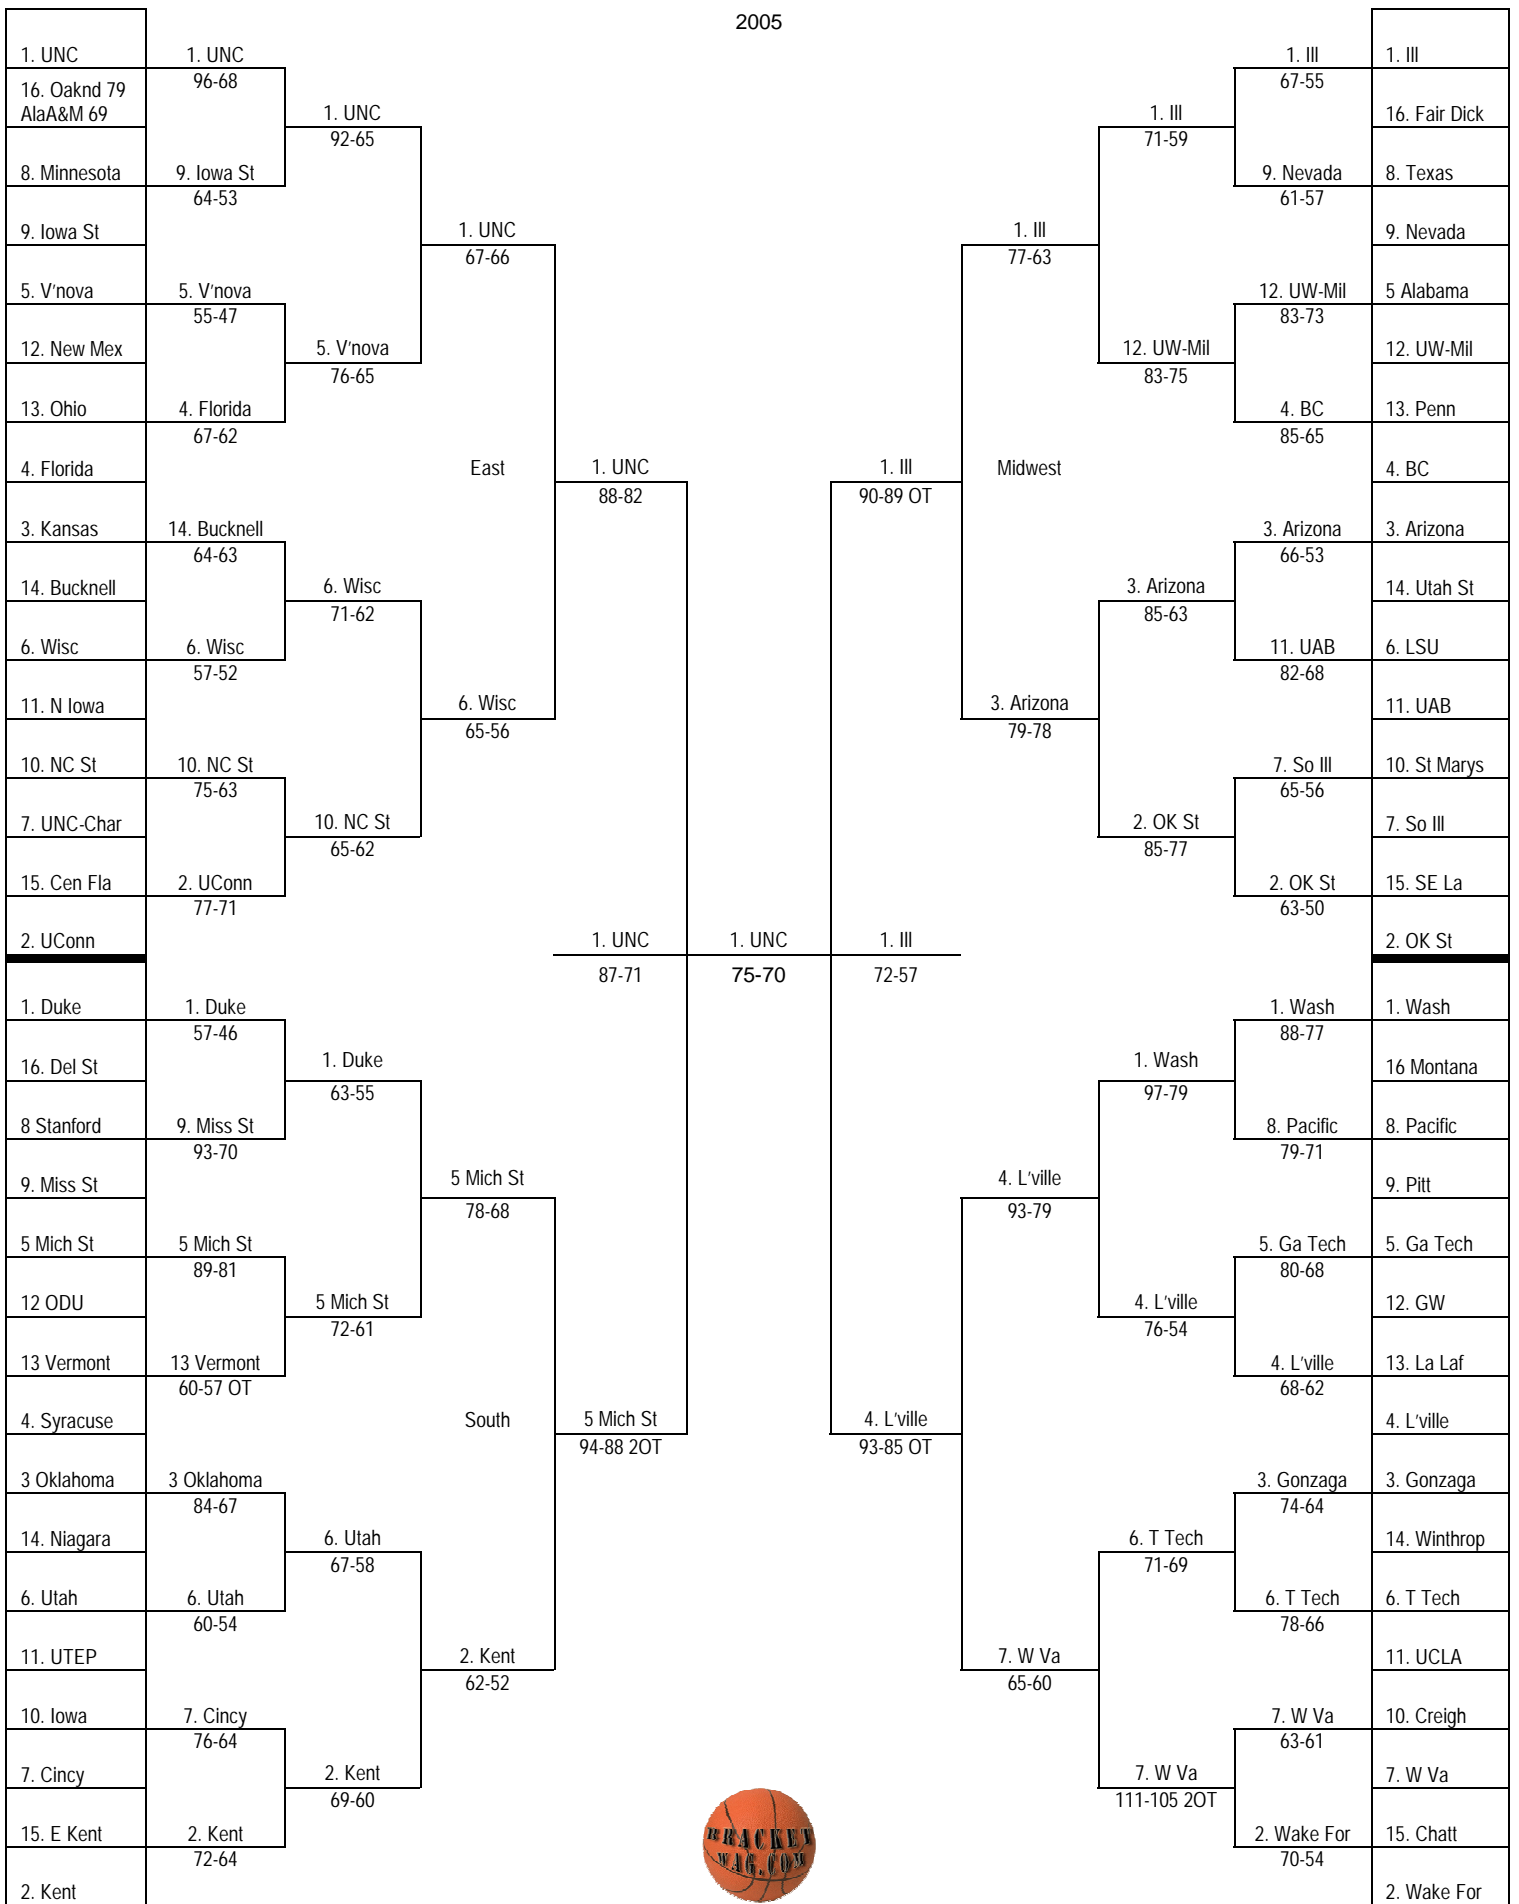 2005
1. UNC
16. Oaknd 79
AlaA&M 69
8. Minnesota
9. Iowa St
5. V'nova
12. New Mex
13. Ohio
4. Florida
3. Kansas
14. Bucknell
6. Wisc
11. N Iowa
10. NC St
7. UNC-Char
15. Cen Fla
2. UConn
1. Duke
16. Del St
8 Stanford
9. Miss St
5 Mich St
12 ODU
13 Vermont
4. Syracuse
3 Oklahoma
14. Niagara
6. Utah
11. UTEP
10. Iowa
7. Cincy
15. E Kent
2. Kent
1. UNC
96-68
9. Iowa St
64-53
5. V'nova
55-47
4. Florida
67-62
14. Bucknell
64-63
6. Wisc
57-52
10. NC St
75-63
2. UConn
77-71
1. Duke
57-46
9. Miss St
93-70
5 Mich St
89-81
13 Vermont
60-57 OT
3 Oklahoma
84-67
6. Utah
60-54
7. Cincy
76-64
2. Kent
72-64
1. UNC
92-65
5. V'nova
76-65
6. Wisc
71-62
10. NC St
65-62
1. Duke
63-55
5 Mich St
72-61
6. Utah
67-58
2. Kent
69-60
1. UNC
67-66
East
6. Wisc
65-56
5 Mich St
78-68
South
2. Kent
62-52
1. UNC
88-82
1. UNC
87-71
5 Mich St
94-88 2OT
1. UNC
75-70
1. Ill
90-89 OT
1. Ill
72-57
4. L'ville
93-85 OT
1. Ill
77-63
Midwest
3. Arizona
79-78
4. L'ville
93-79
7. W Va
65-60
1. Ill
71-59
12. UW-Mil
83-75
3. Arizona
85-63
2. OK St
85-77
1. Wash
97-79
4. L'ville
76-54
6. T Tech
71-69
7. W Va
111-105 2OT
1. Ill
67-55
9. Nevada
61-57
12. UW-Mil
83-73
4. BC
85-65
3. Arizona
66-53
11. UAB
82-68
7. So Ill
65-56
2. OK St
63-50
1. Wash
88-77
8. Pacific
79-71
5. Ga Tech
80-68
4. L'ville
68-62
3. Gonzaga
74-64
6. T Tech
78-66
7. W Va
63-61
2. Wake For
70-54
1. Ill
16. Fair Dick
8. Texas
9. Nevada
5 Alabama
12. UW-Mil
13. Penn
4. BC
3. Arizona
14. Utah St
6. LSU
11. UAB
10. St Marys
7. So Ill
15. SE La
2. OK St
1. Wash
16 Montana
8. Pacific
9. Pitt
5. Ga Tech
12. GW
13. La Laf
4. L'ville
3. Gonzaga
14. Winthrop
6. T Tech
11. UCLA
10. Creigh
7. W Va
15. Chatt
2. Wake For
BRACKET
WAG.COM